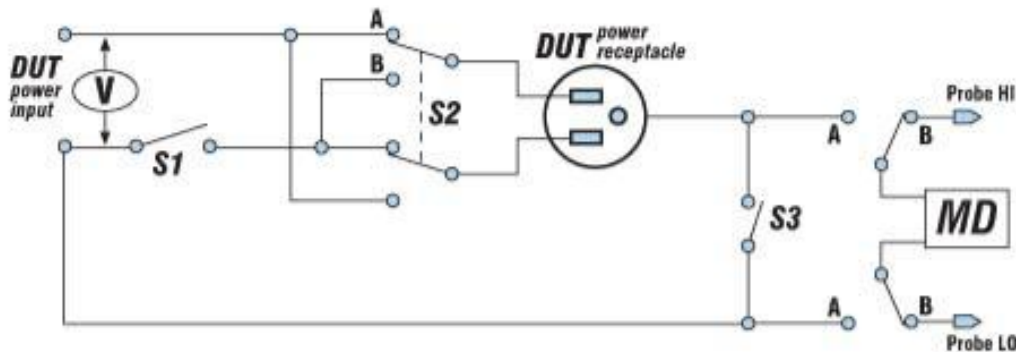 DUT
power
input
V
S1
A
B
S2
DUT power
receptacle
S3
A
A
B
Probe HI
MD
B
Probe LO